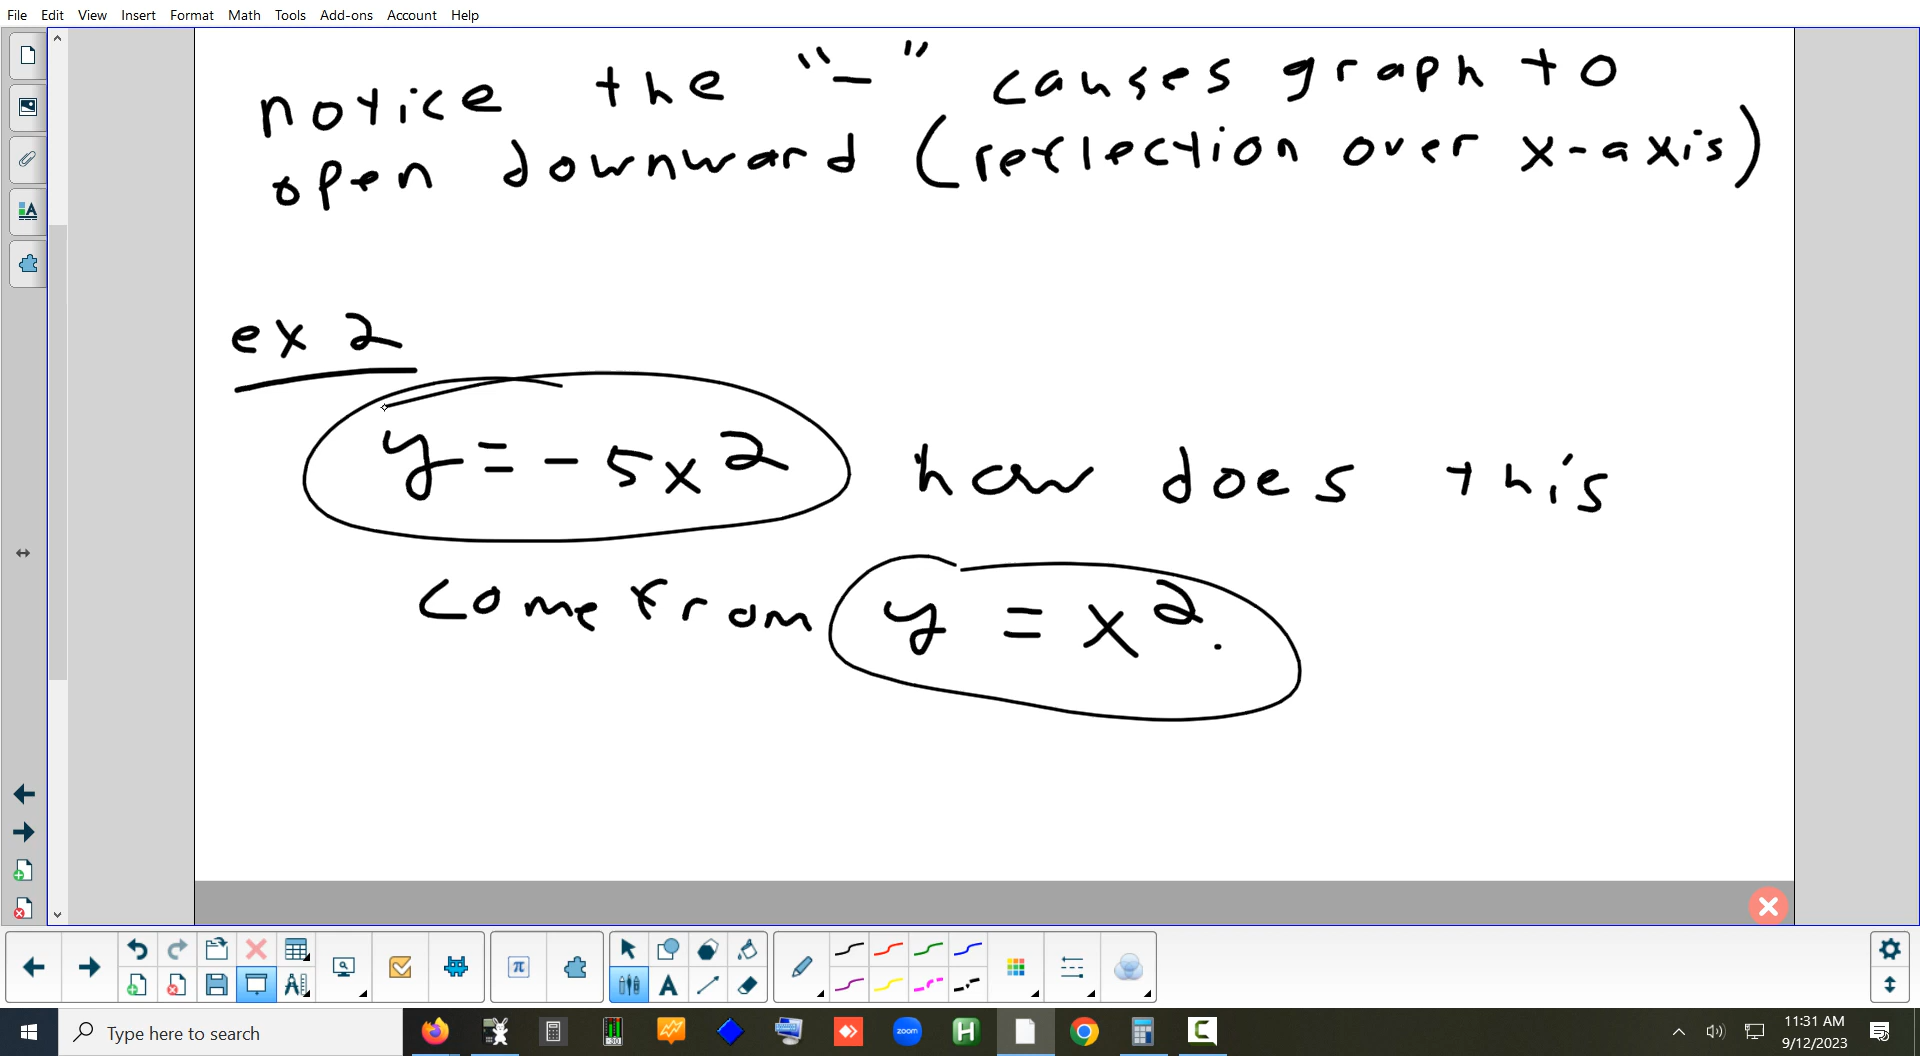 File Edit View Insert Format Math Tools Add-ons Account Help
notice the "-" causes graph to
open downward (reflection over x-axis)
ex 2
y = - 5x² how does this
come from y = x².
π
A
zoom
H
C
Type here to search
11:31 AM
9/12/2023